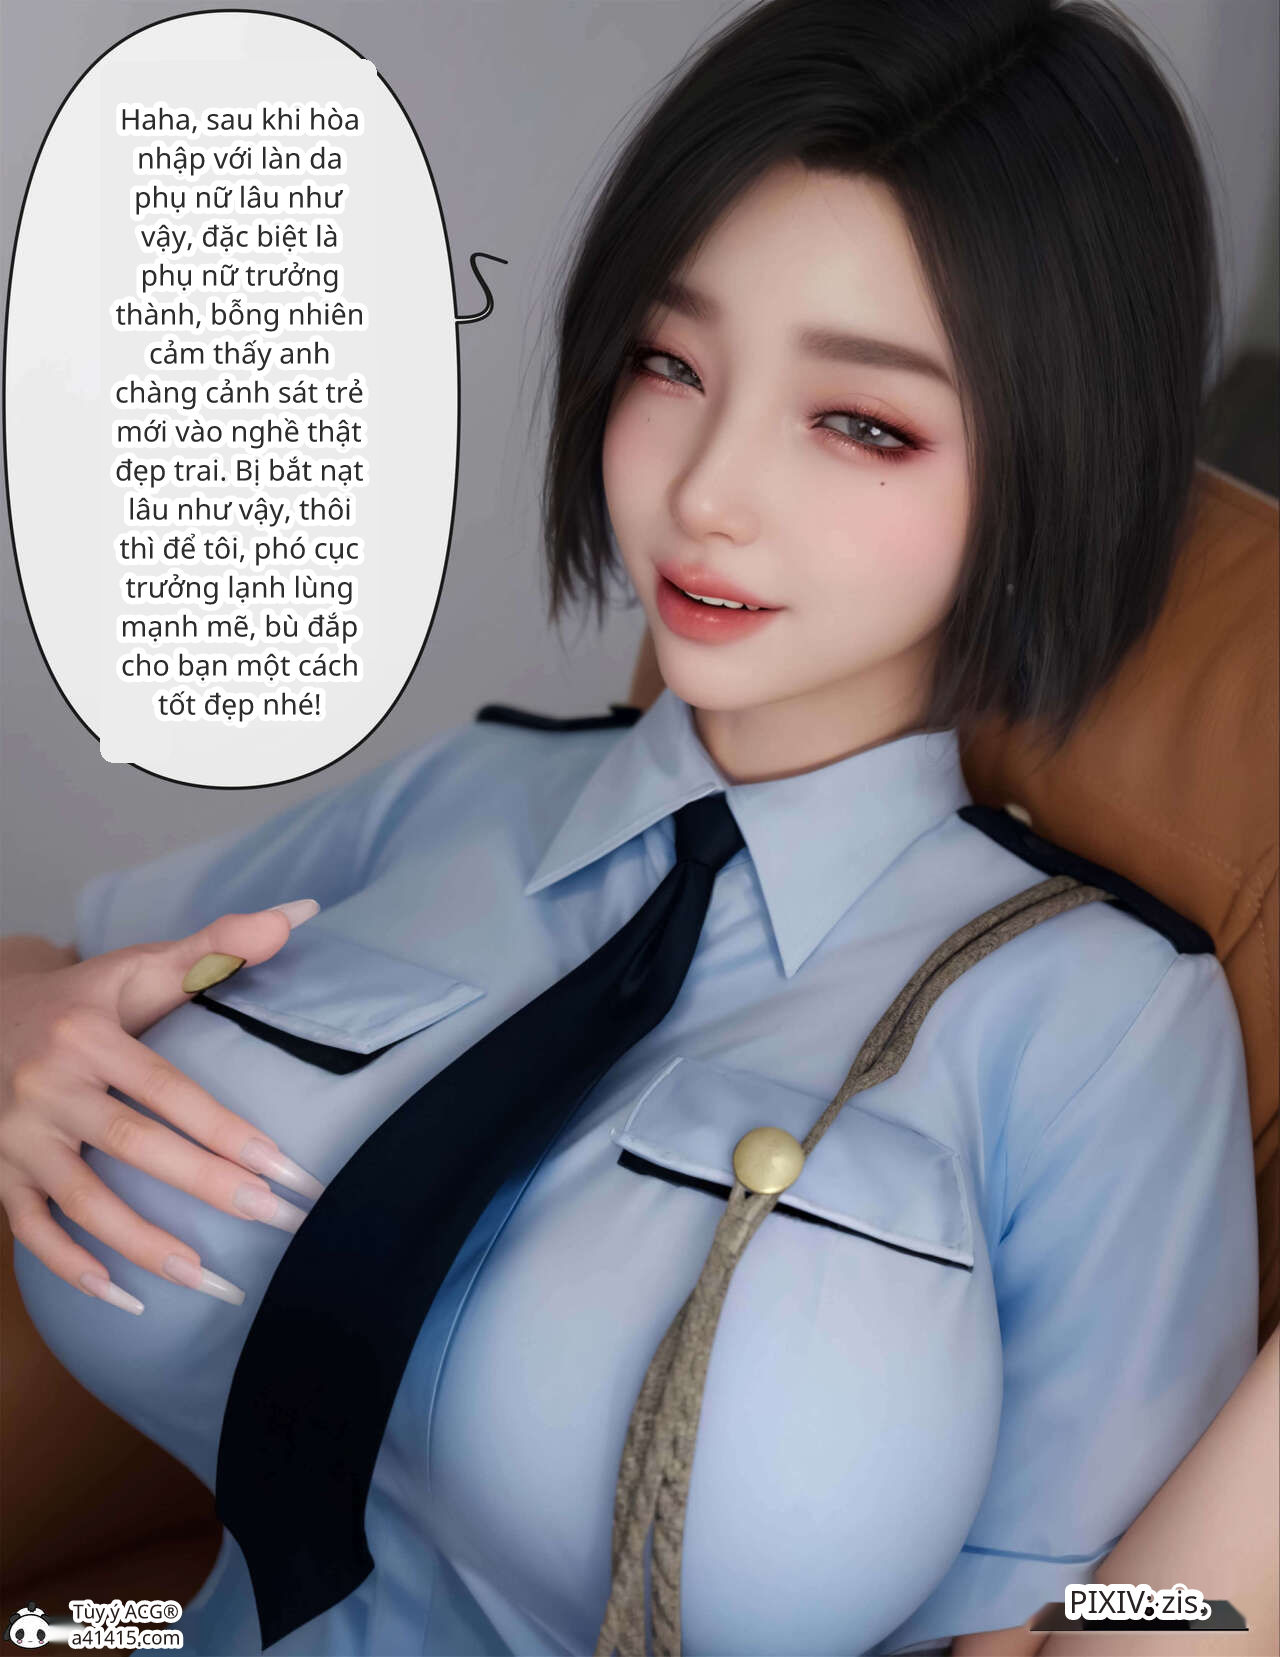 Haha, sau khi hòa
nhập với làn da
phụ nữ lâu như
vậy, đặc biệt là
phụ nữ trưởng
thành, bỗng nhiên
cảm thấy anh
chàng cảnh sát trẻ
mới vào nghề thật
đẹp trai. Bị bắt nạt
lâu như vậy, thôi
thì để tôi, phó cục
trưởng lạnh lùng
mạnh mẽ, bù đắp
cho bạn một cách
tốt đẹp nhé!
Tùy ý ACG®
a41415.com
PIXIV: zis.